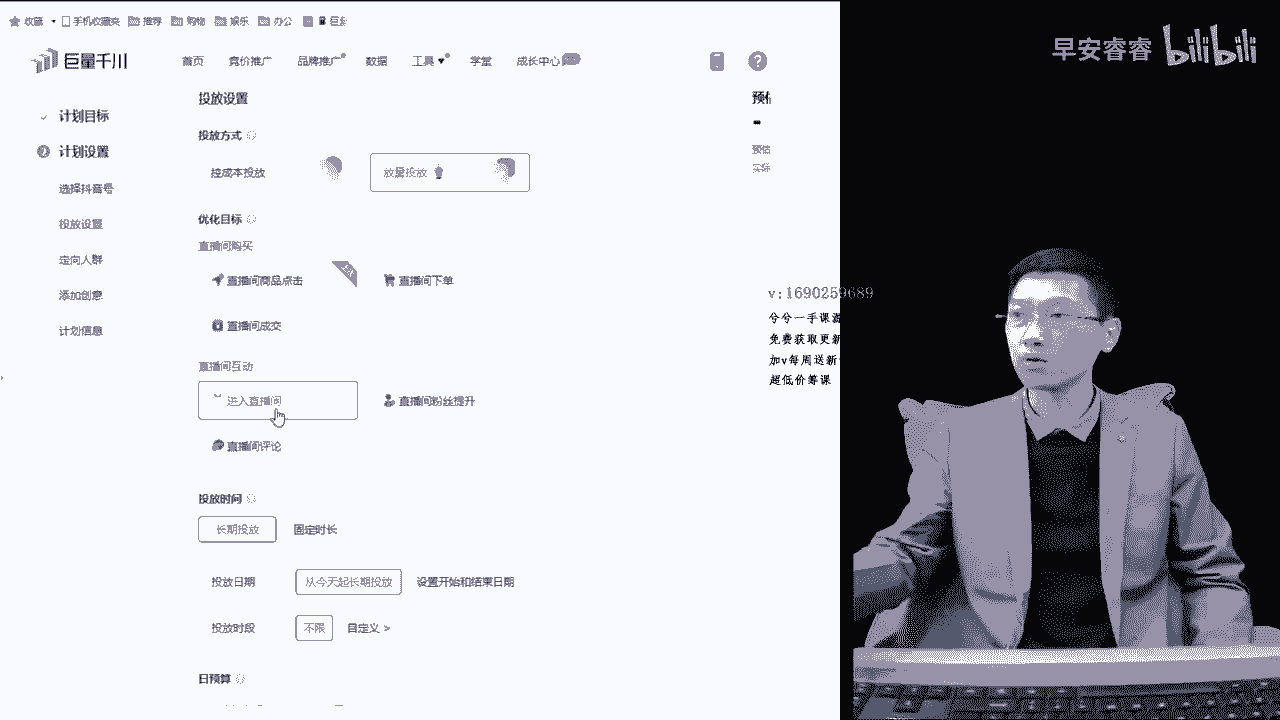 收藏 手机收藏夹 推荐 购物 娱乐 办公
巨量千川 首页 竞价推广 品牌推广 数据 工具 学堂 成长中心
早安睿睿 bilibili
计划目标
计划设置
选择抖音号
投放设置
定向人群
添加创意
计划信息
投放设置
投放方式
控成本投放 放量投放
优化目标
直播间购买
直播间商品点击 直播间下单
直播间成交
直播间互动
进入直播间 直播间粉丝提升
直播间评论
投放时间
长期投放 固定时长
投放日期 从今天起长期投放 设置开始和结束日期
投放时段 不限 自定义 >
日预算
预估
预估
实际
v:1690259689
兮兮一手课源
免费获取更新
加v每周送新
超低价筹课